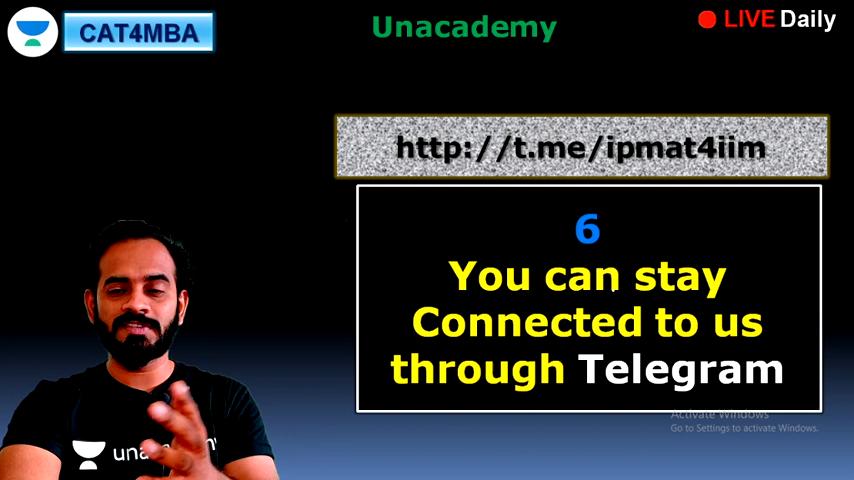 CAT4MBA
Unacademy
LIVE Daily
http://t.me/ipmat4iim
6
You can stay
Connected to us
through Telegram
Activate Windows
Go to Settings to activate Windows.